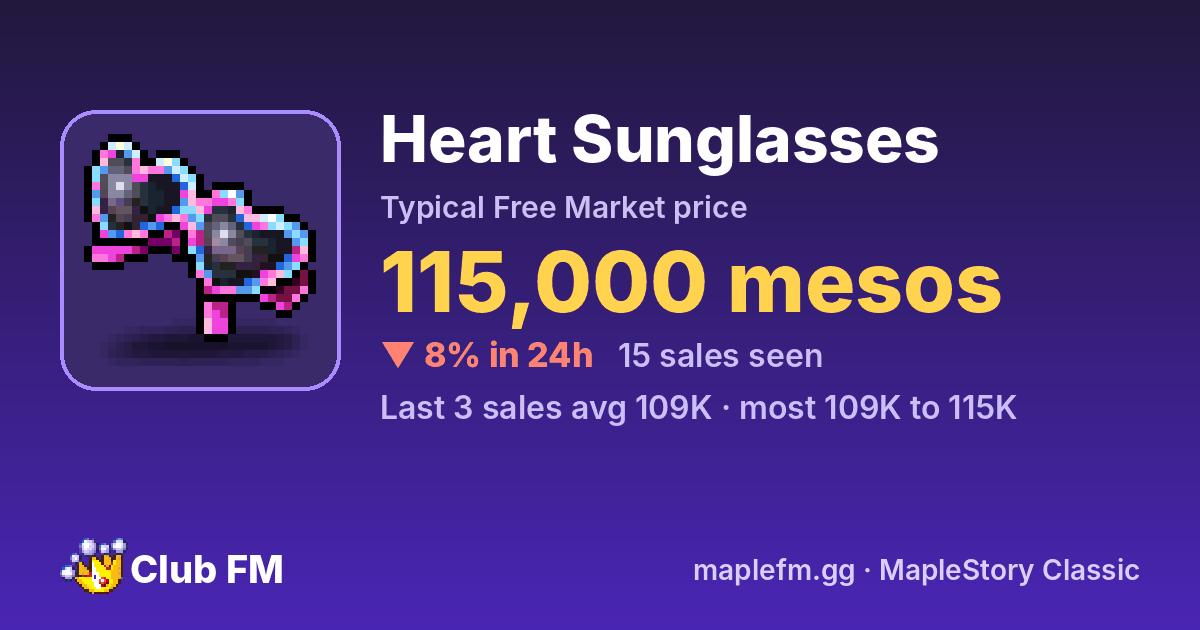 Heart Sunglasses
Typical Free Market price
115,000 mesos
▼ 8% in 24h 15 sales seen
Last 3 sales avg 109K · most 109K to 115K
Club FM
maplefm.gg · MapleStory Classic